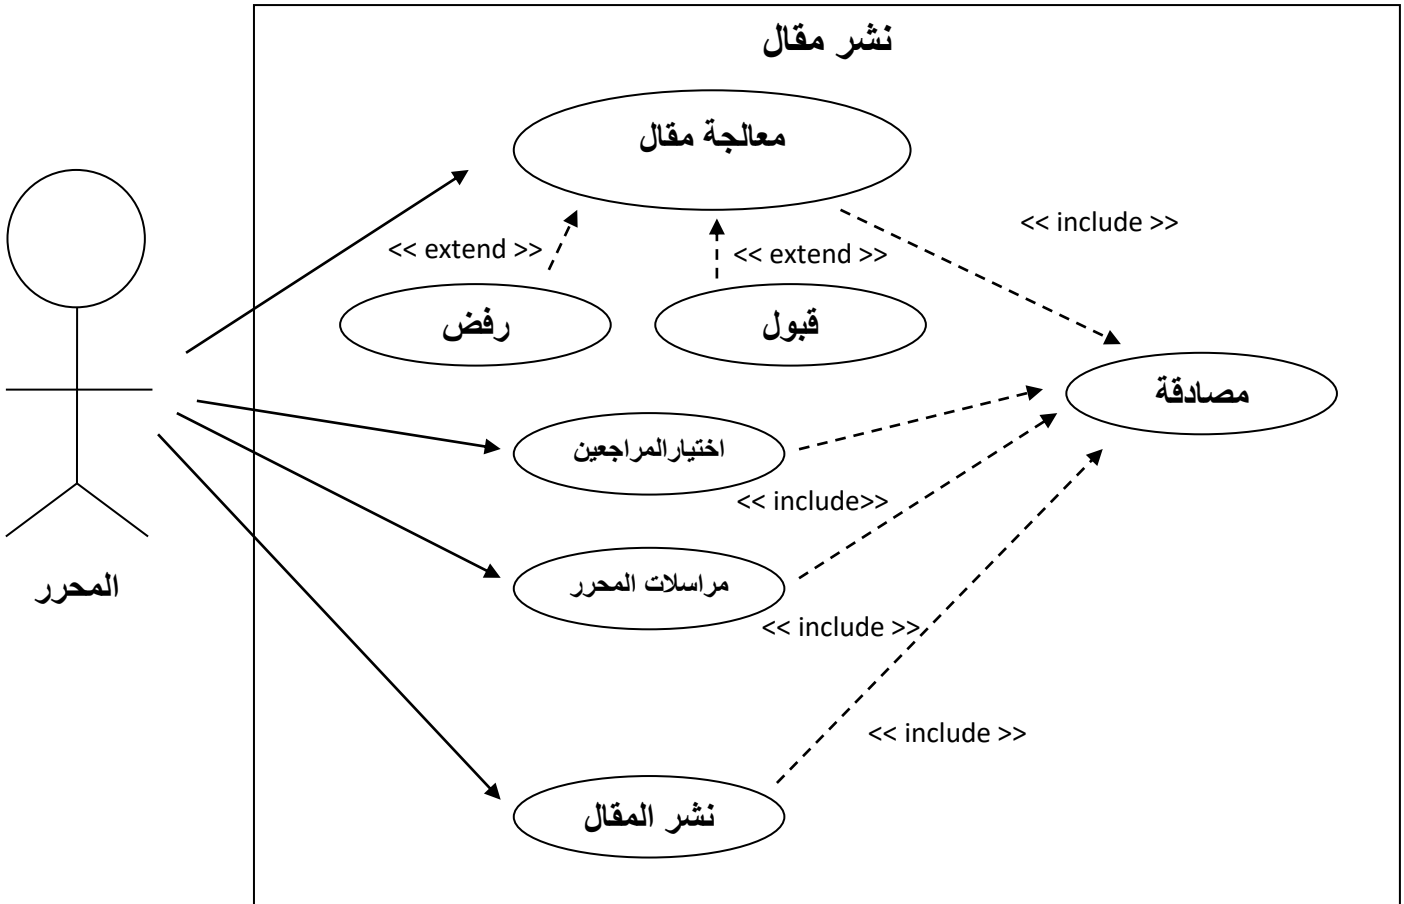 نشر مقال
معالجة مقال
<< include >>
<< extend >>
<< extend >>
رفض
قبول
مصادقة
اختيارالمراجعين
<< include>>
المحرر
مراسلات المحرر
<< include >>
<< include >>
نشر المقال